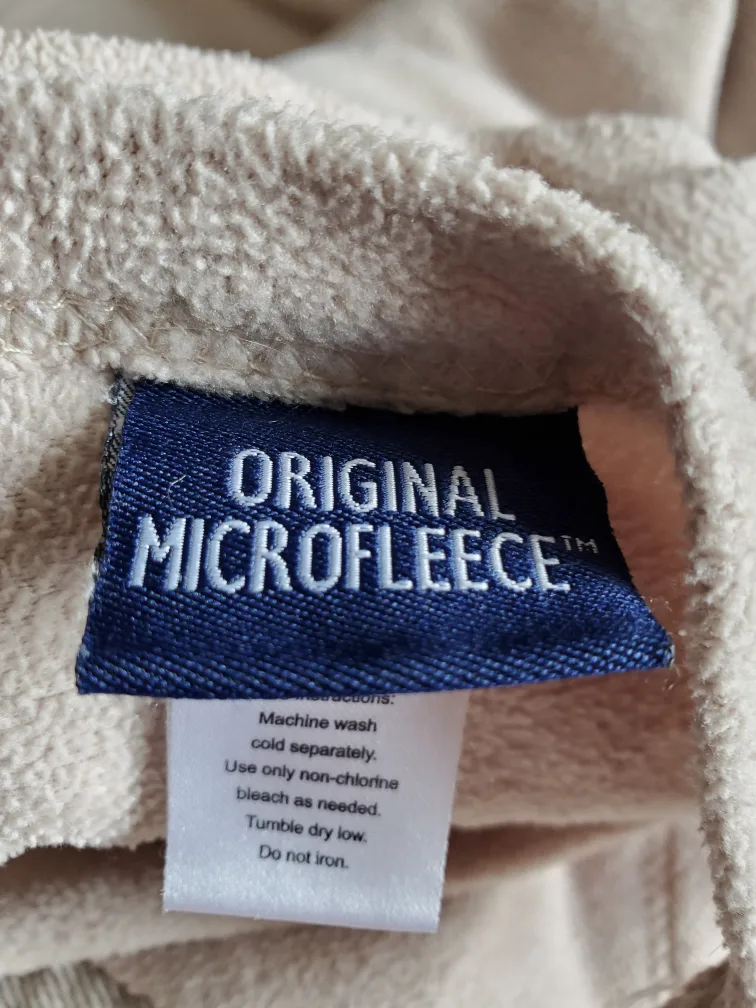 ORIGINAL
MICROFLEECE™
instructions:
Machine wash
cold separately.
Use only non-chlorine
bleach as needed.
Tumble dry low.
Do not iron.